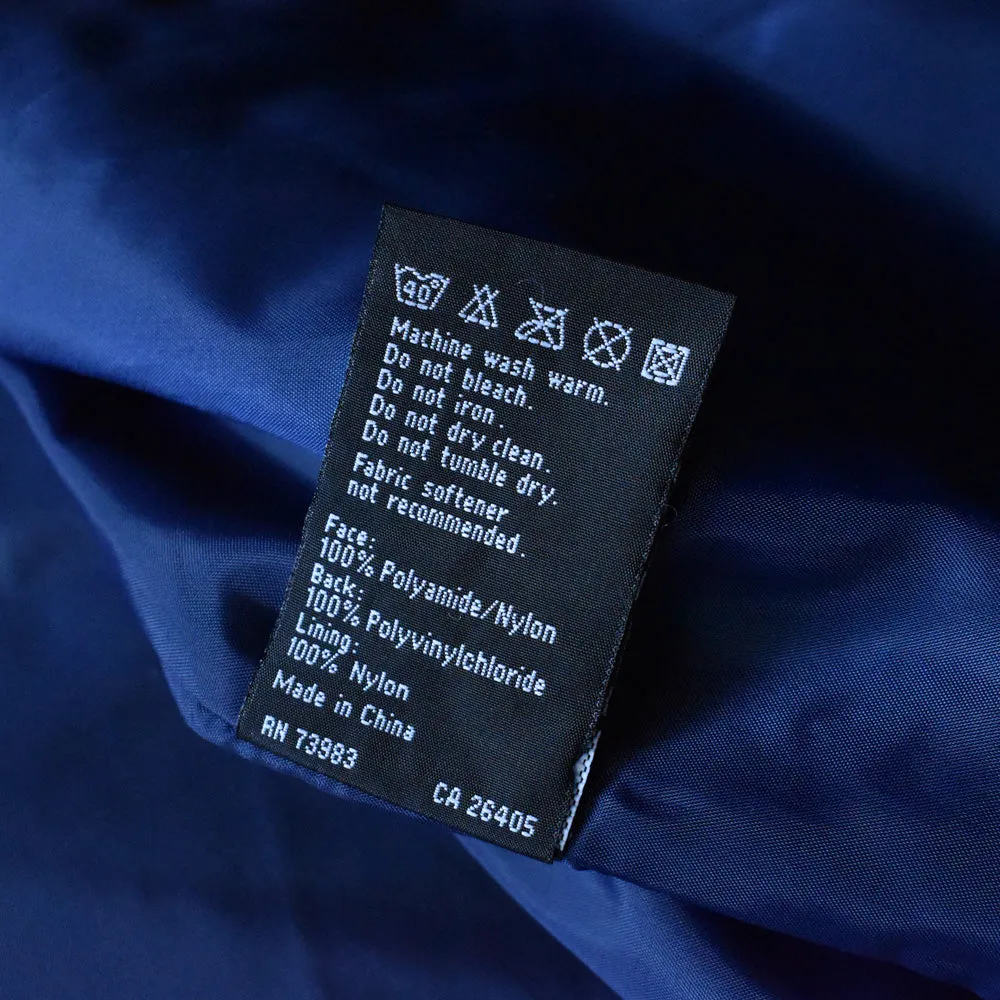 40
Machine wash warm.
Do not bleach.
Do not iron.
Do not dry clean.
Do not tumble dry.
Fabric softener
not recommended.
Face:
100% Polyamide/Nylon
Back:
100% Polyvinylchloride
Lining:
100% Nylon
Made in China
RN 73983
CA 26405